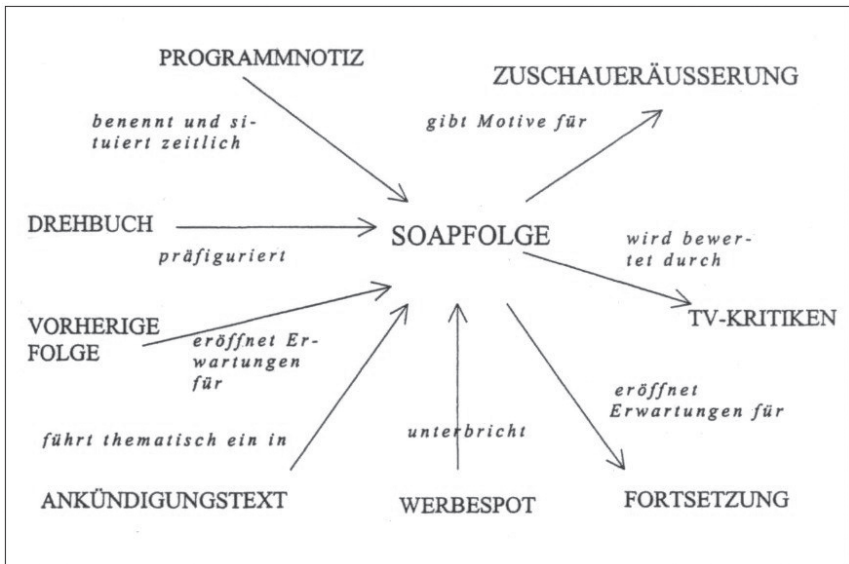 PROGRAMMNOTIZ
ZUSCHAUERÄUSSERUNG
benennt und si-
tuiert zeitlich
gibt Motive für
DREHBUCH
präfiguriert
SOAPFOLGE
wird bewer-
tet durch
VORHERIGE
FOLGE
eröffnet Er-
wartungen
für
TV-KRITIKEN
eröffnet
Erwartungen für
führt thematisch ein in
unterbricht
ANKÜNDIGUNGSTEXT
WERBESPOT
FORTSETZUNG